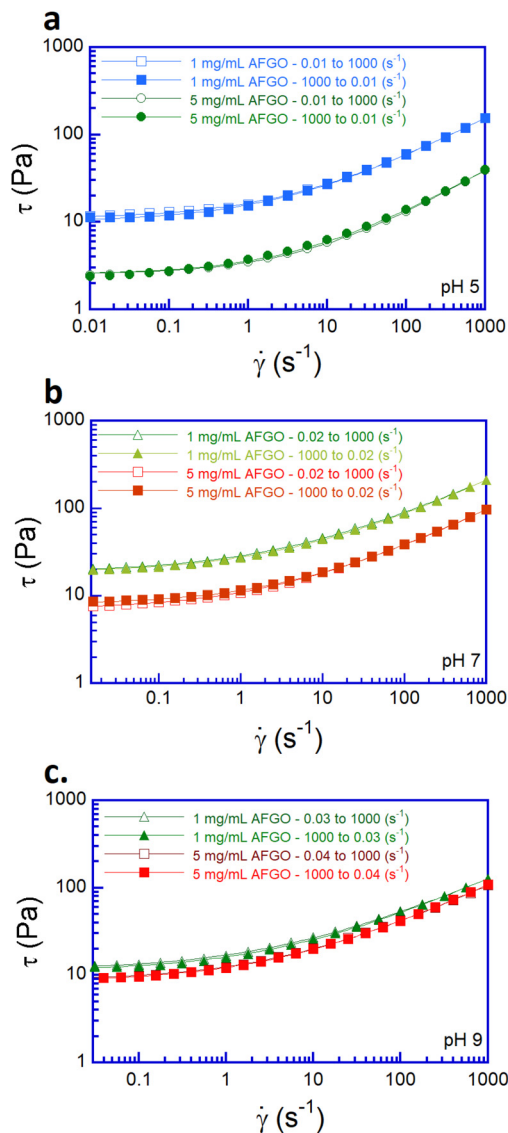 a
1000
100
10
1
τ (Pa)
1 mg/mL AFGO - 0.01 to 1000 (s⁻¹)
1 mg/mL AFGO - 1000 to 0.01 (s⁻¹)
5 mg/mL AFGO - 0.01 to 1000 (s⁻¹)
5 mg/mL AFGO - 1000 to 0.01 (s⁻¹)
pH 5
0.01 0.1 1 10 100 1000
γ̇ (s⁻¹)
b
1000
100
10
1
τ (Pa)
1 mg/mL AFGO - 0.02 to 1000 (s⁻¹)
1 mg/mL AFGO - 1000 to 0.02 (s⁻¹)
5 mg/mL AFGO - 0.02 to 1000 (s⁻¹)
5 mg/mL AFGO - 1000 to 0.02 (s⁻¹)
pH 7
0.1 1 10 100 1000
γ̇ (s⁻¹)
c.
1000
100
10
1
τ (Pa)
1 mg/mL AFGO - 0.03 to 1000 (s⁻¹)
1 mg/mL AFGO - 1000 to 0.03 (s⁻¹)
5 mg/mL AFGO - 0.04 to 1000 (s⁻¹)
5 mg/mL AFGO - 1000 to 0.04 (s⁻¹)
pH 9
0.1 1 10 100 1000
γ̇ (s⁻¹)